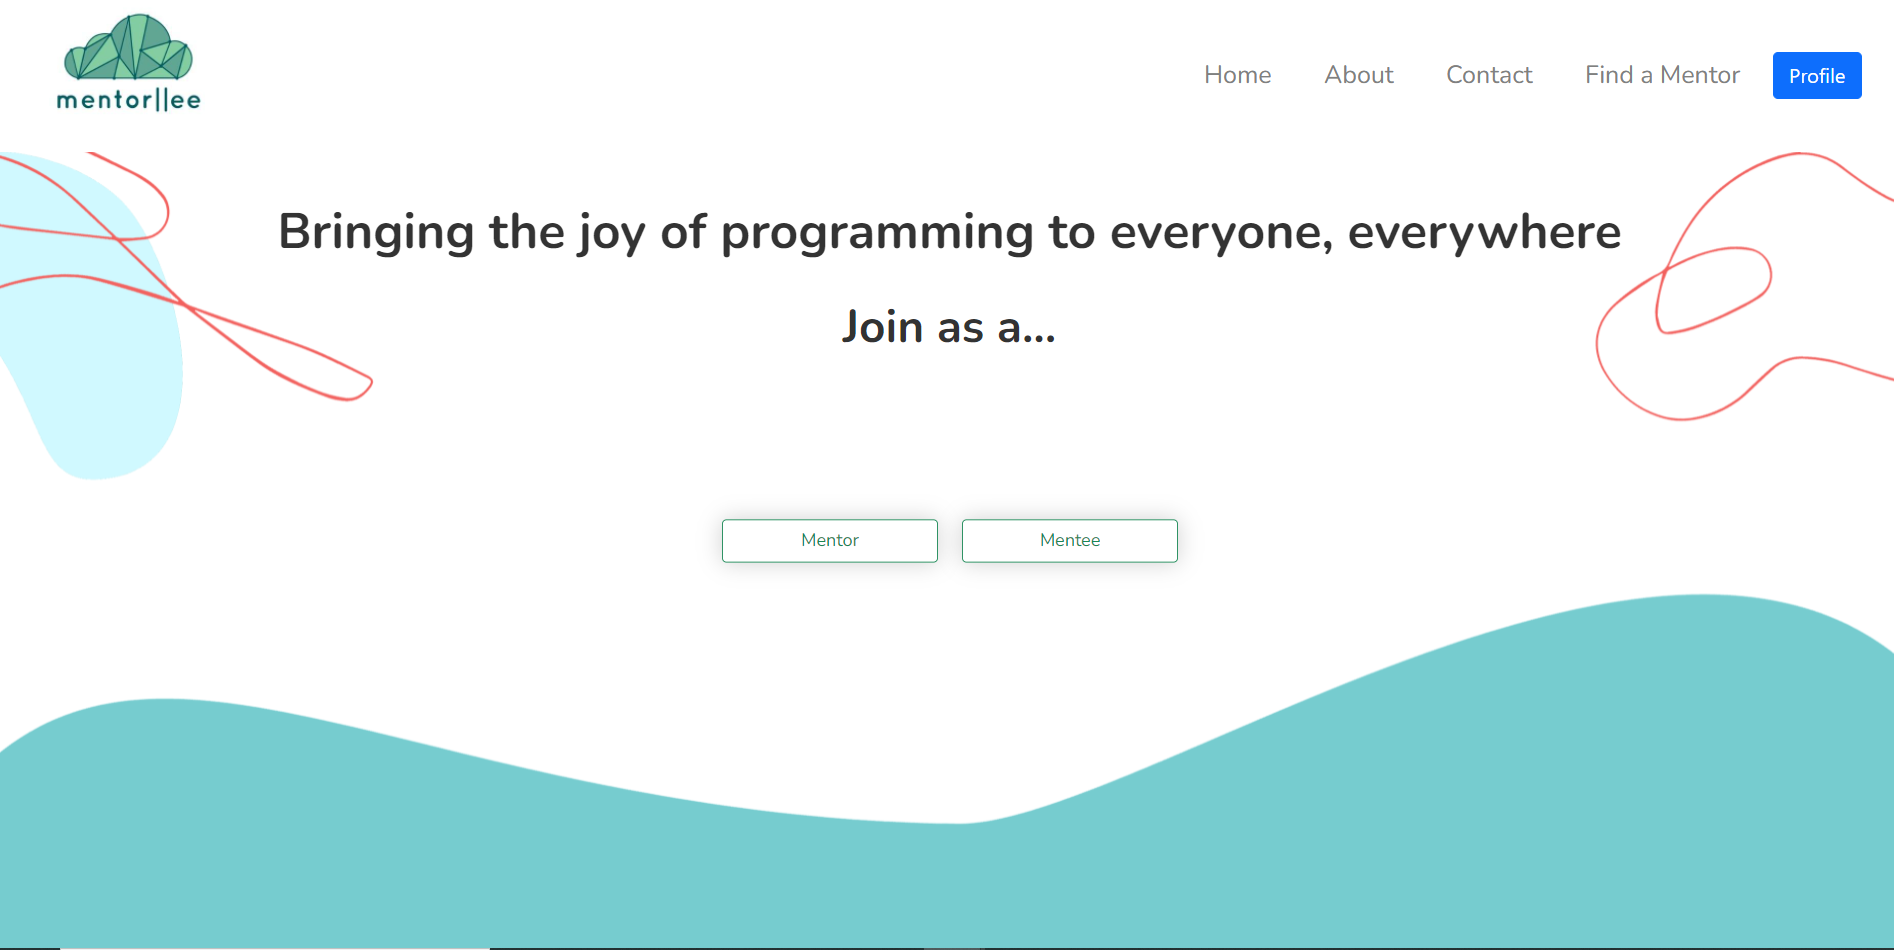 mentor||ee
Home About Contact Find a Mentor Profile
Bringing the joy of programming to everyone, everywhere
Join as a...
Mentor Mentee